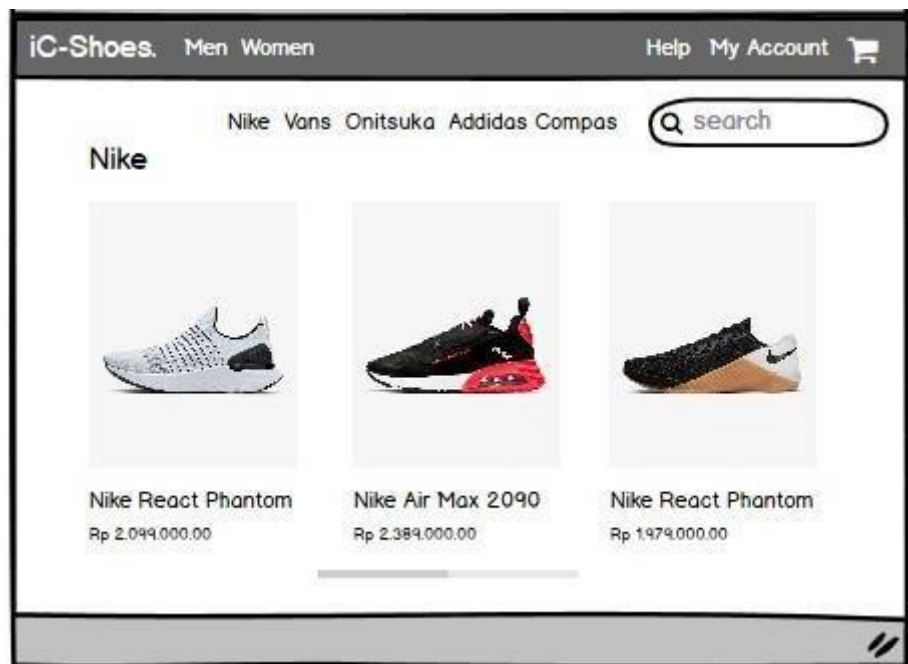 iC-Shoes. Men Women Help My Account
Nike Vans Onitsuka Addidas Compas search
Nike
Nike React Phantom Nike Air Max 2090 Nike React Phantom
Rp 2.099.000.00 Rp 2.389.000.00 Rp 1.979.000.00